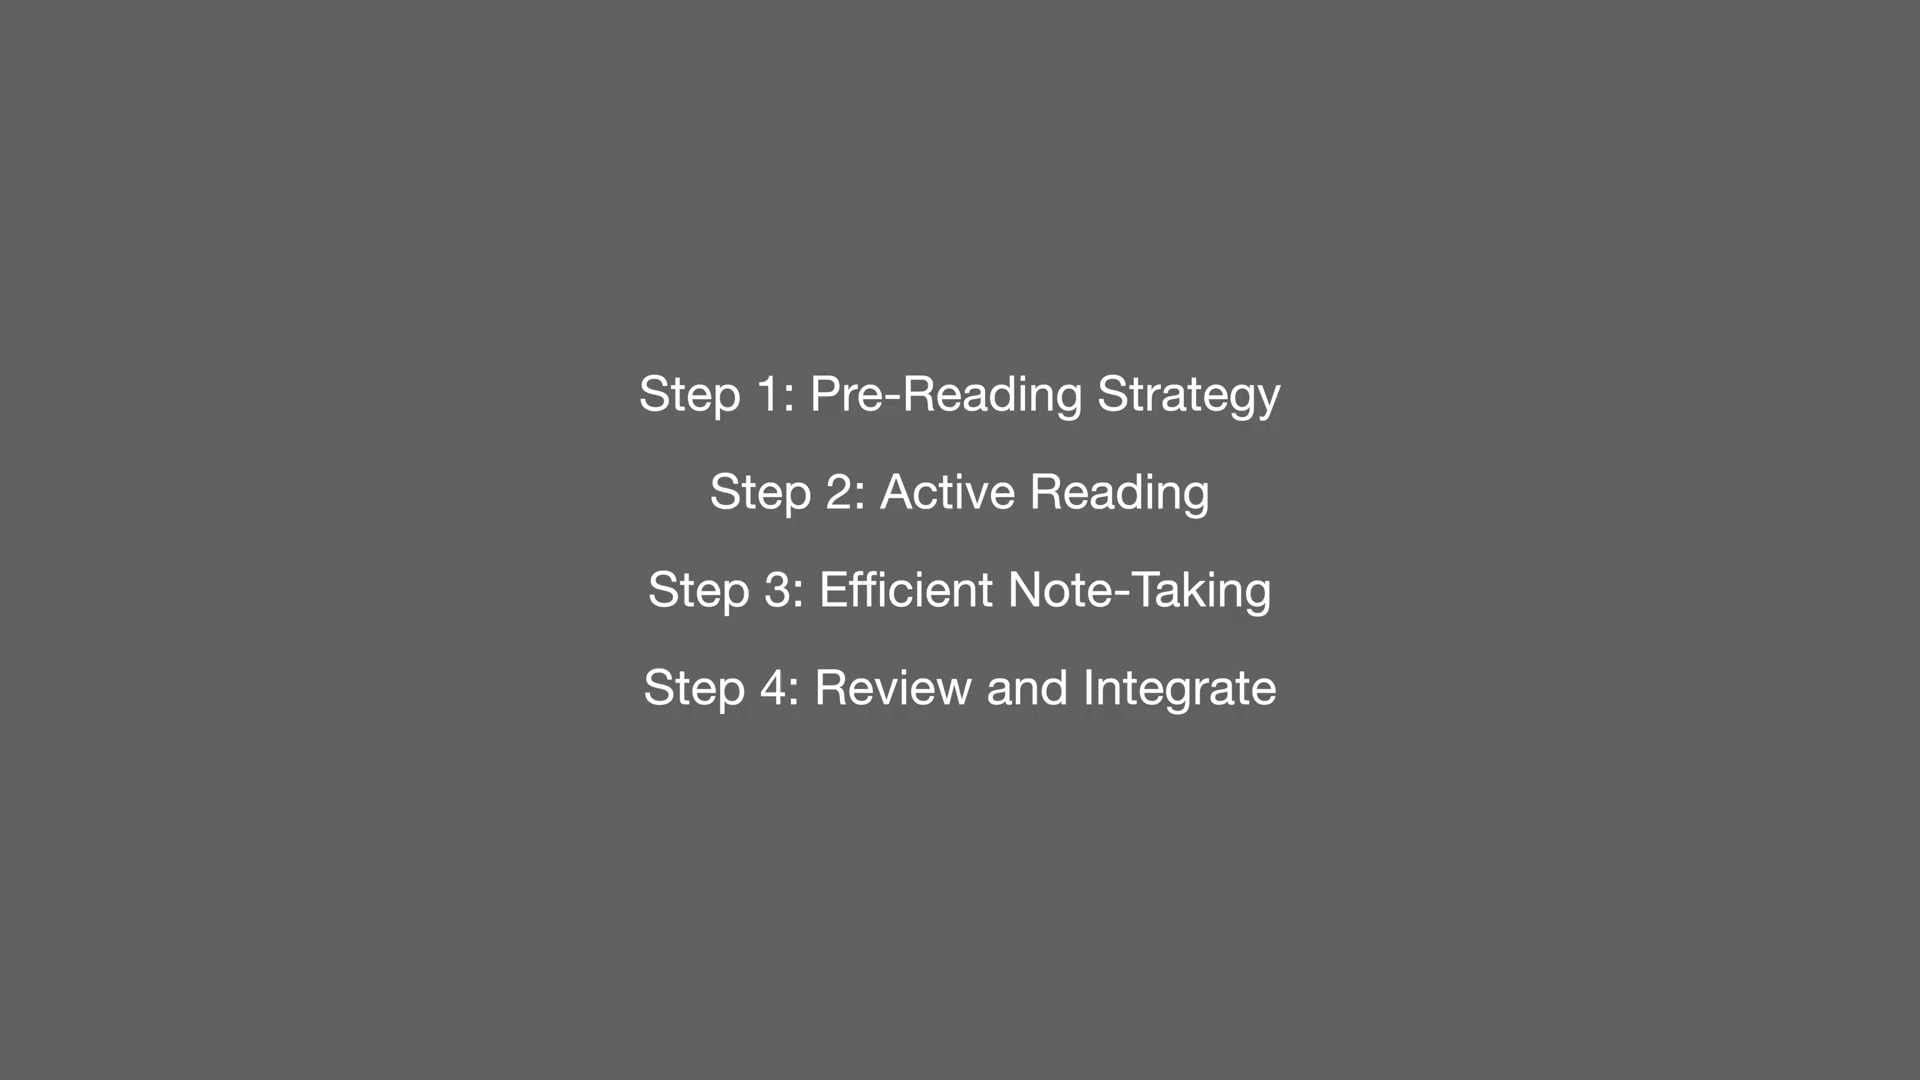 Step 1: Pre-Reading Strategy
Step 2: Active Reading
Step 3: Efficient Note-Taking
Step 4: Review and Integrate